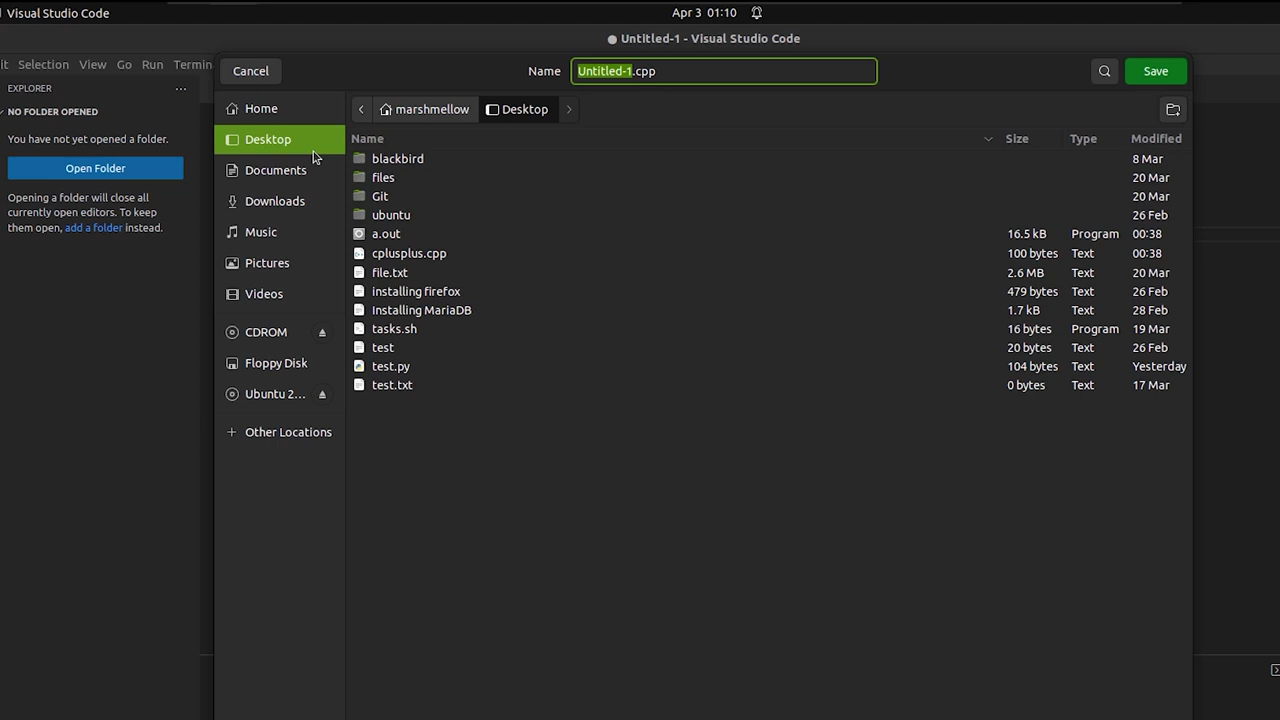 Visual Studio Code
Apr 3 01:10
Untitled-1 - Visual Studio Code
it Selection View Go Run Termin
Cancel
Name
Untitled-1.cpp
Save
EXPLORER
NO FOLDER OPENED
You have not yet opened a folder.
Open Folder
Opening a folder will close all
currently open editors. To keep
them open, add a folder instead.
Home
Desktop
Documents
Downloads
Music
Pictures
Videos
CDROM
Floppy Disk
Ubuntu 2...
Other Locations
marshmellow Desktop
Name Size Type Modified
blackbird 8 Mar
files 20 Mar
Git 20 Mar
ubuntu 26 Feb
a.out 16.5 kB Program 00:38
cplusplus.cpp 100 bytes Text 00:38
file.txt 2.6 MB Text 20 Mar
installing firefox 479 bytes Text 26 Feb
Installing MariaDB 1.7 kB Text 28 Feb
tasks.sh 16 bytes Program 19 Mar
test 20 bytes Text 26 Feb
test.py 104 bytes Text Yesterday
test.txt 0 bytes Text 17 Mar